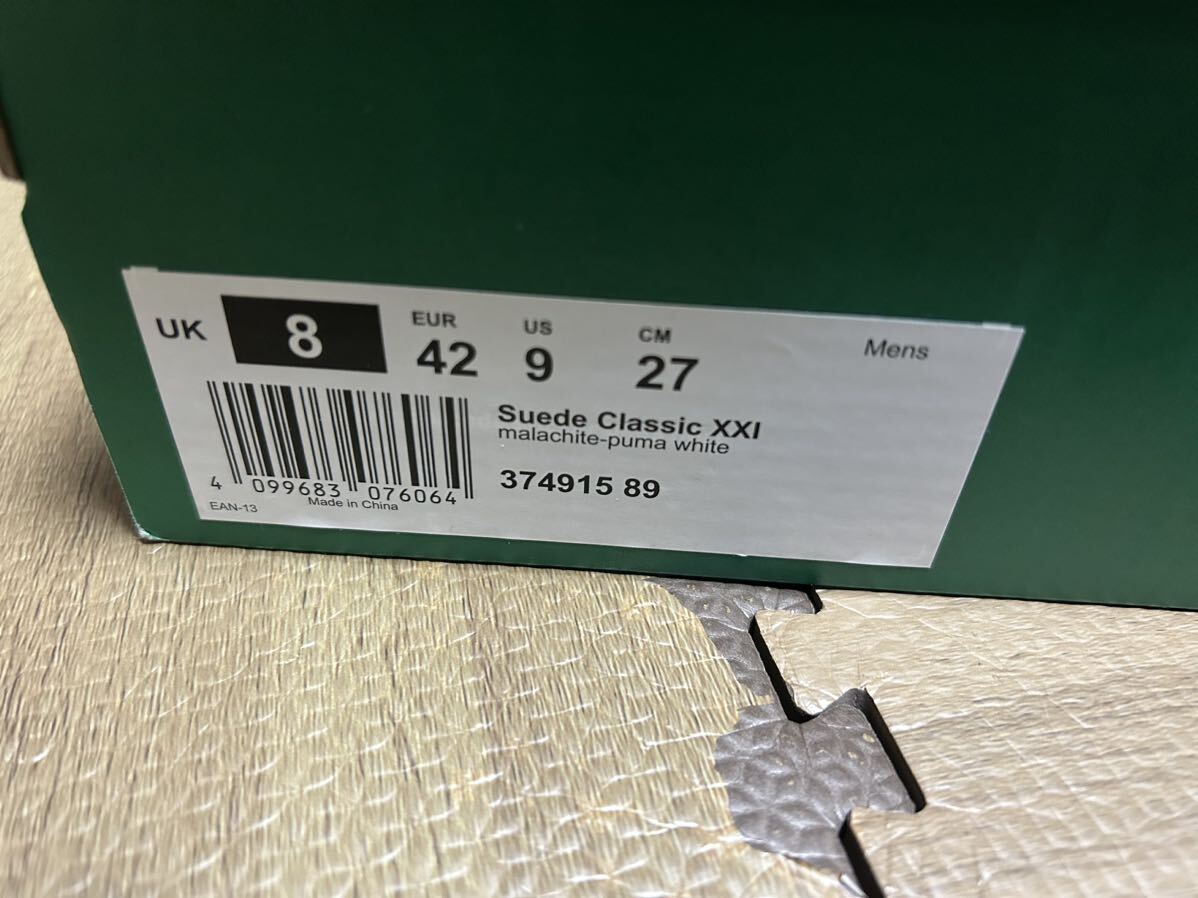 UK 8 EUR 42 US 9 CM 27 Mens
Suede Classic XXI
malachite-puma white
374915 89
4 099683 076064
EAN-13 Made in China